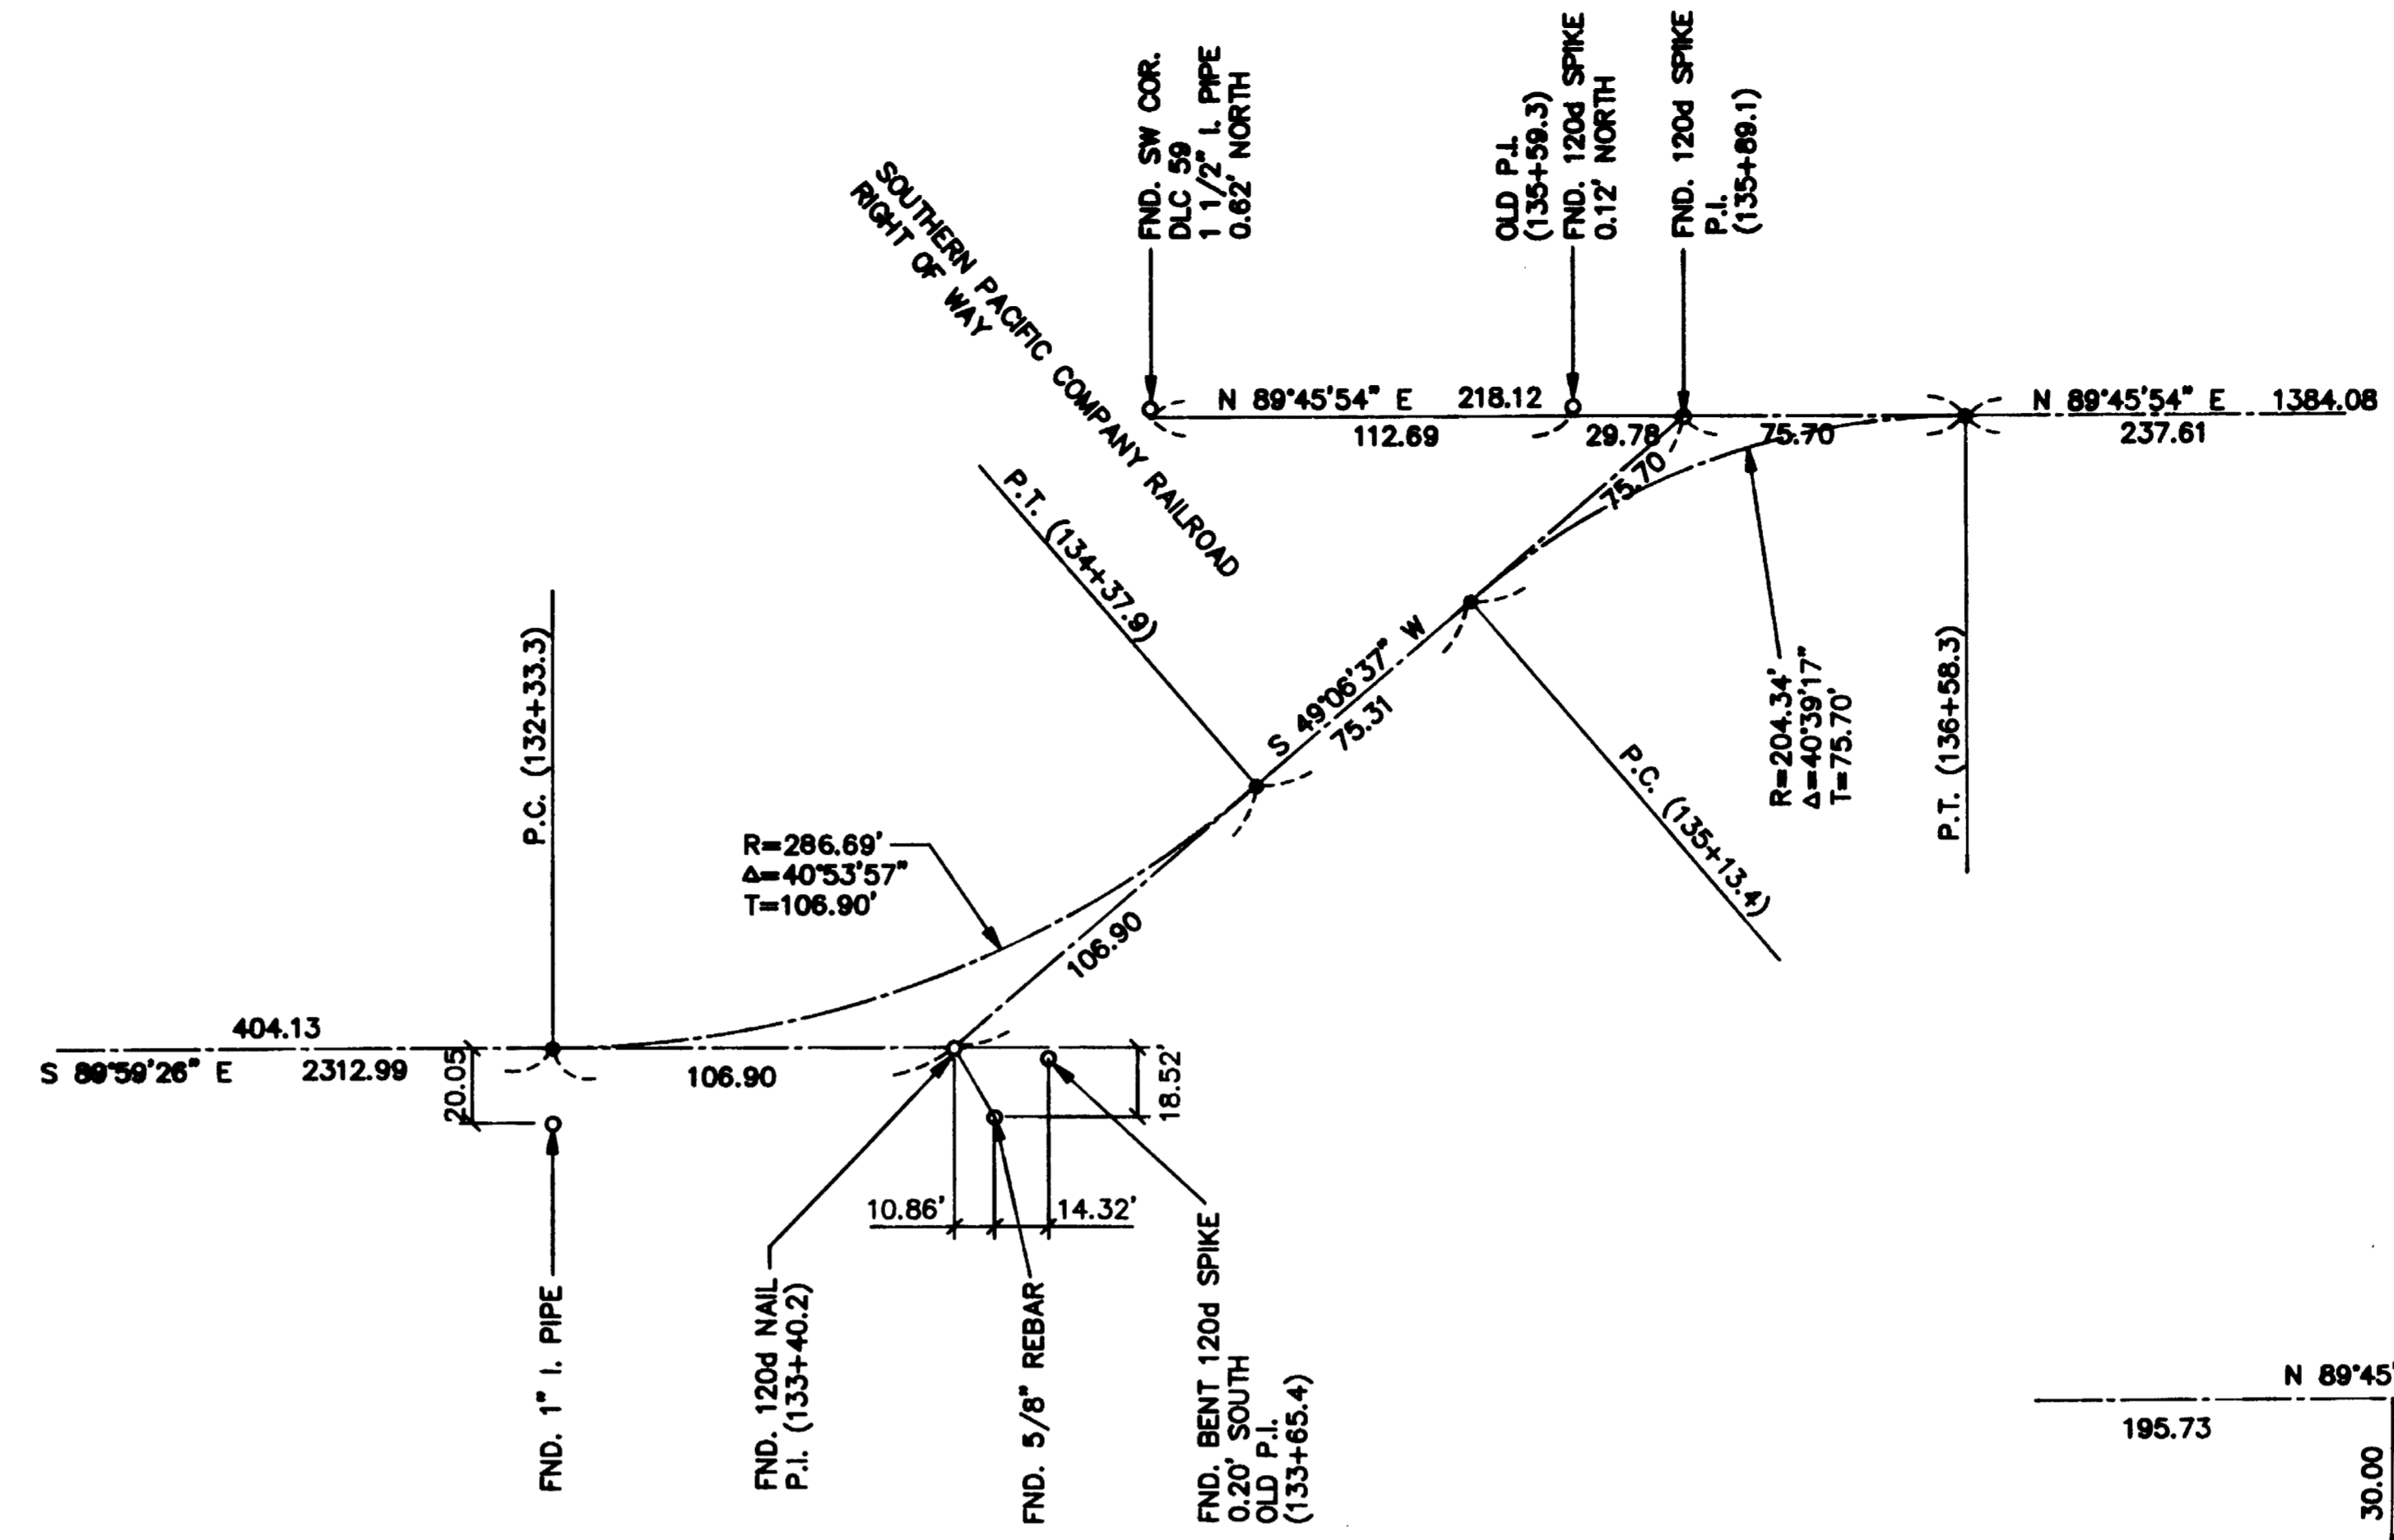 FND. SW COR.
DLC 59
1 1/2" I. PIPE
0.62' NORTH
OLD P.I.
(135+59.3)
FND. 120d SPIKE
0.12' NORTH
FND. 120d SPIKE
P.I.
(135+89.1)
SOUTHERN PACIFIC COMPANY RAILROAD
RIGHT OF WAY
N 89°45'54" E 218.12
112.69
29.78
75.70
N 89°45'54" E 1384.08
237.61
75.70
P.T. (134+37.9)
P.C. (132+33.3)
S 49°06'37" W
75.31
R=204.34'
Δ=40°39'17"
T=75.70'
P.T. (136+58.3)
P.C. (135+13.4)
R=286.69'
Δ=40°53'57"
T=106.90'
106.90
404.13
S 89°59'26" E 2312.99
20.05
106.90
18.52'
10.86'
14.32'
FND. 1" I. PIPE
FND. 120d NAIL
P.I. (133+40.2)
FND. 5/8" REBAR
FND. BENT 120d SPIKE
0.20' SOUTH
OLD P.I.
(133+65.4)
N 89°45'
195.73
30.00